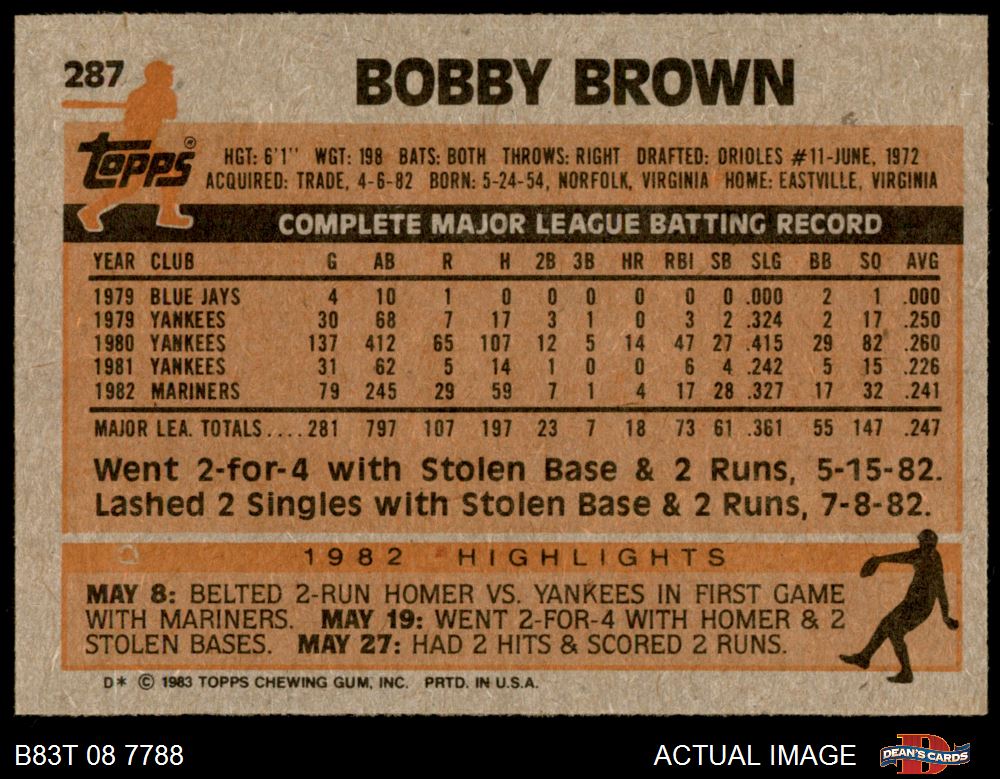 287
BOBBY BROWN
Topps®
HGT: 6'1'' WGT: 198 BATS: BOTH THROWS: RIGHT DRAFTED: ORIOLES #11-JUNE, 1972
ACQUIRED: TRADE, 4-6-82 BORN: 5-24-54, NORFOLK, VIRGINIA HOME: EASTVILLE, VIRGINIA
COMPLETE MAJOR LEAGUE BATTING RECORD
YEAR CLUB G AB R H 2B 3B HR RBI SB SLG BB SO AVG
1979 BLUE JAYS 4 10 1 0 0 0 0 0 0 .000 2 1 .000
1979 YANKEES 30 68 7 17 3 1 0 3 2 .324 2 17 .250
1980 YANKEES 137 412 65 107 12 5 14 47 27 .415 29 82 .260
1981 YANKEES 31 62 5 14 1 0 0 6 4 .242 5 15 .226
1982 MARINERS 79 245 29 59 7 1 4 17 28 .327 17 32 .241
MAJOR LEA. TOTALS....281 797 107 197 23 7 18 73 61 .361 55 147 .247
Went 2-for-4 with Stolen Base & 2 Runs, 5-15-82.
Lashed 2 Singles with Stolen Base & 2 Runs, 7-8-82.
1982 HIGHLIGHTS
MAY 8: BELTED 2-RUN HOMER VS. YANKEES IN FIRST GAME
WITH MARINERS. MAY 19: WENT 2-FOR-4 WITH HOMER & 2
STOLEN BASES. MAY 27: HAD 2 HITS & SCORED 2 RUNS.
D* © 1983 TOPPS CHEWING GUM, INC. PRTD. IN U.S.A.
B83T 08 7788
ACTUAL IMAGE
DEAN'S CARDS